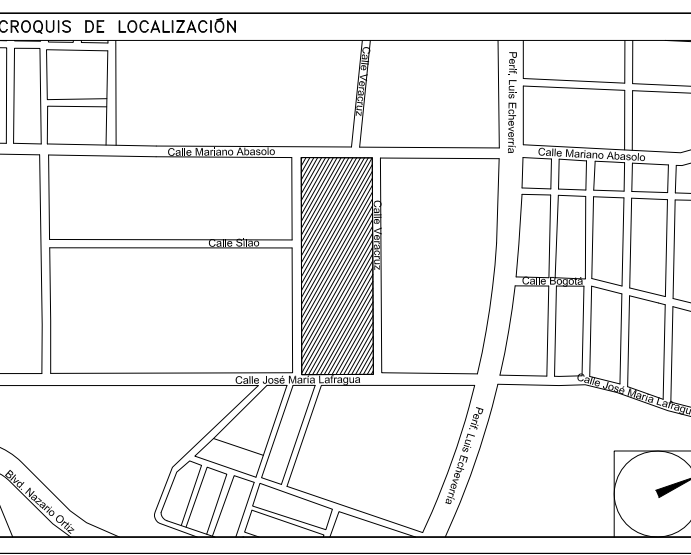 CROQUIS DE LOCALIZACIÓN
Calle Veracruz
Perif. Luis Echeverría
Calle Mariano Abasolo
Calle Mariano Abasolo
Calle Veracruz
Calle Silao
Calle Bogotá
Calle José María Lafragua
Calle José María Lafragu
Perif. Luis Echeverría
Blvd. Nazario Ortiz